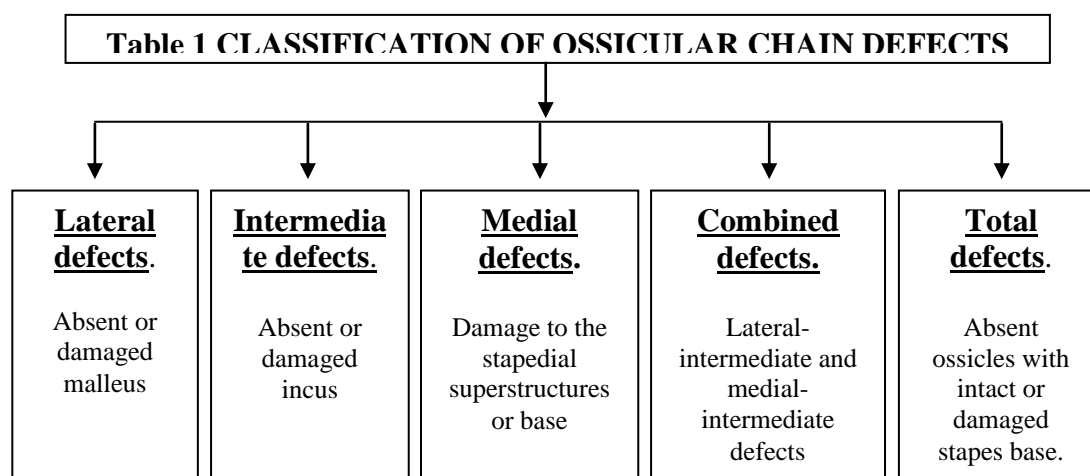 Table 1 CLASSIFICATION OF OSSICULAR CHAIN DEFECTS
Lateral
defects.
Absent or
damaged
malleus
Intermedia
te defects.
Absent or
damaged
incus
Medial
defects.
Damage to the
stapedial
superstructures
or base
Combined
defects.
Lateral-
intermediate and
medial-
intermediate
defects
Total
defects.
Absent
ossicles with
intact or
damaged
stapes base.